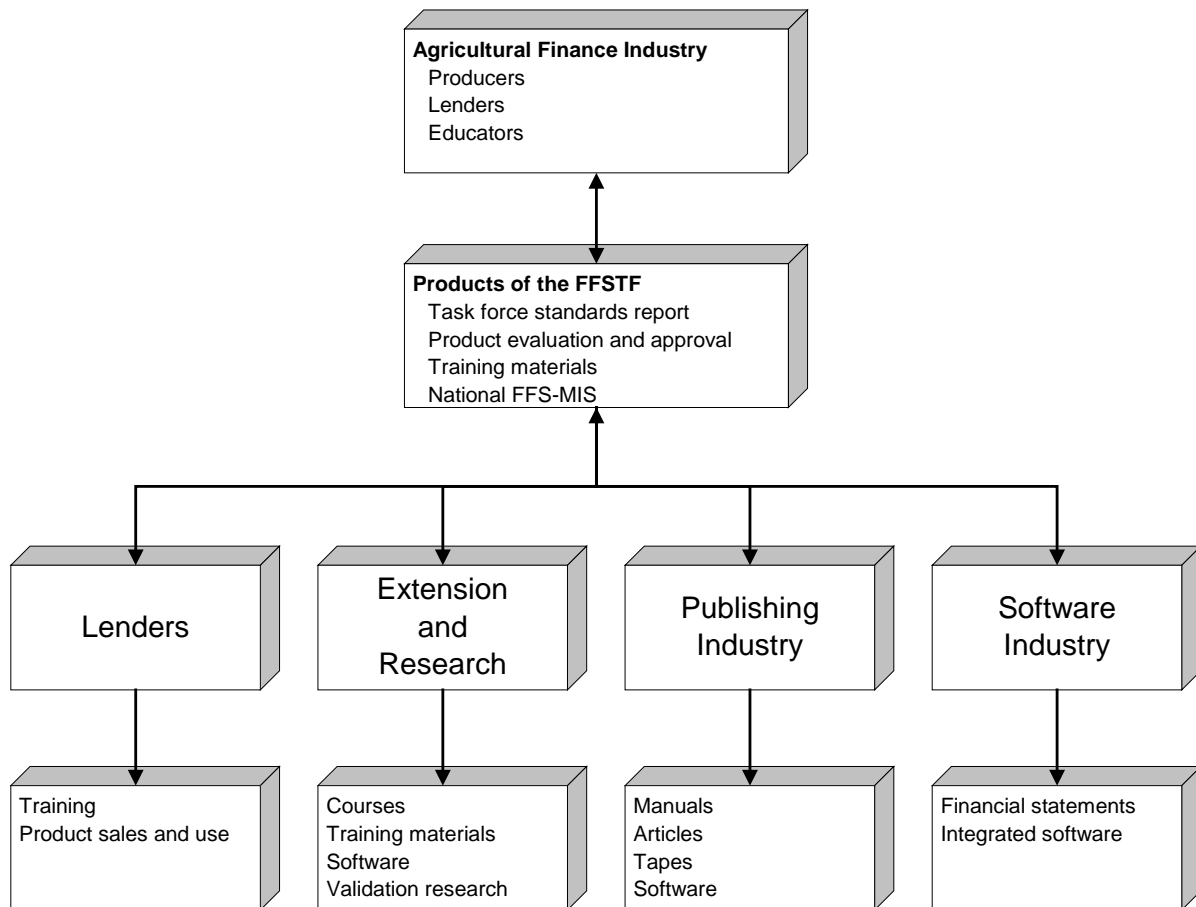 Agricultural Finance Industry
Producers
Lenders
Educators
Products of the FFSTF
Task force standards report
Product evaluation and approval
Training materials
National FFS-MIS
Lenders
Extension
and
Research
Publishing
Industry
Software
Industry
Training
Product sales and use
Courses
Training materials
Software
Validation research
Manuals
Articles
Tapes
Software
Financial statements
Integrated software